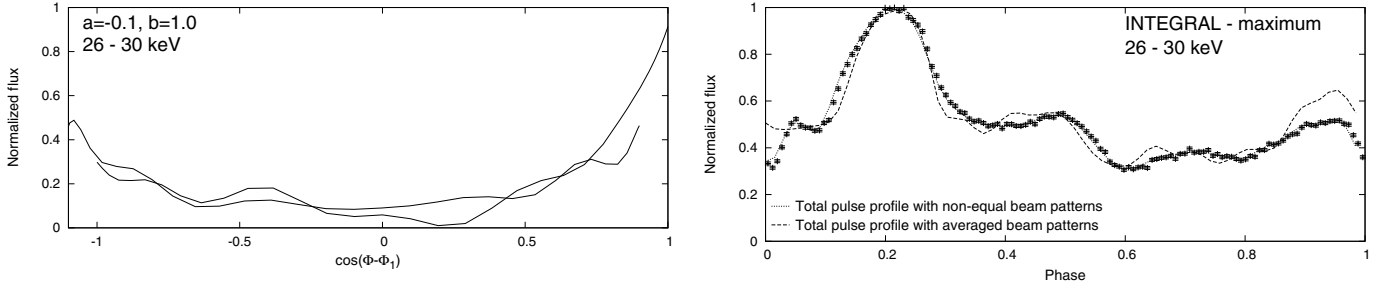 a=-0.1, b=1.0
26 - 30 keV
Normalized flux
1
0.8
0.6
0.4
0.2
0
-1
-0.5
0
0.5
1
cos(Φ-Φ1)
INTEGRAL - maximum
26 - 30 keV
Normalized flux
1
0.8
0.6
0.4
0.2
0
Total pulse profile with non-equal beam patterns
Total pulse profile with averaged beam patterns
0.0
0.2
0.4
0.6
0.8
1
Phase